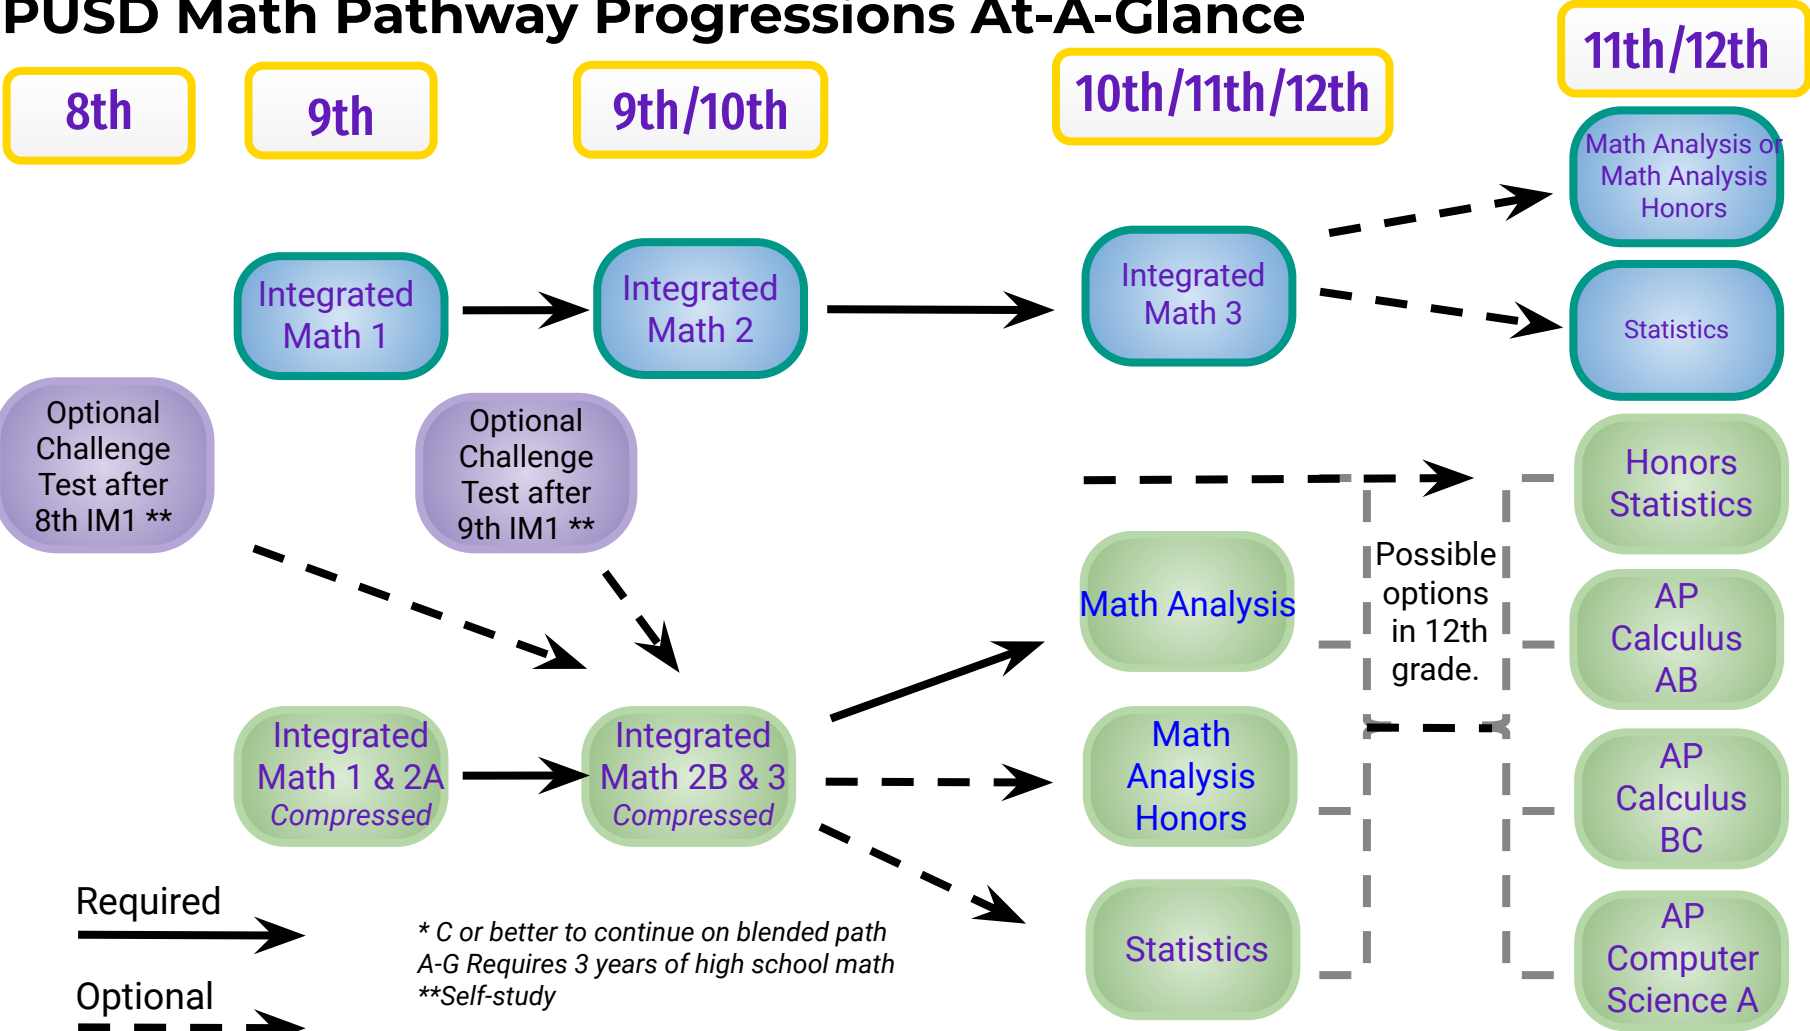 PUSD Math Pathway Progressions At-A-Glance
8th
9th
9th/10th
10th/11th/12th
11th/12th
Integrated
Math 1
Integrated
Math 2
Integrated
Math 3
Math Analysis or
Math Analysis
Honors
Statistics
Optional
Challenge
Test after
8th IM1 **
Optional
Challenge
Test after
9th IM1 **
Honors
Statistics
Possible
options
in 12th
grade.
Math Analysis
AP
Calculus
AB
Integrated
Math 1 & 2A
Compressed
Integrated
Math 2B & 3
Compressed
Math
Analysis
Honors
AP
Calculus
BC
Statistics
AP
Computer
Science A
Required
Optional
* C or better to continue on blended path
A-G Requires 3 years of high school math
**Self-study